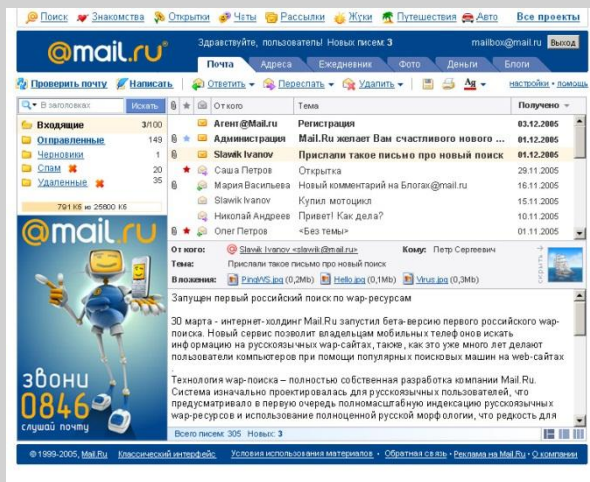 Поиск Знакомства Открытки Чаты Рассылки Жуки Путешествия Авто Все проекты
@mail.ru®
Здравствуйте, пользователь! Новых писем: 3 mailbox@mail.ru Выход
Почта Адреса Ежедневник Фото Деньги Блоги
Проверить почту Написать Ответить Переслать Удалить Ag настройки • помощь
В заголовках Искать От кого Тема Получено
Входящие 3/100
Отправленные 149
Черновики 1
Спам 20
Удаленные 35
791 Кб из 25600 Кб
Агент@Mail.ru Регистрация 03.12.2005
Администрация Mail.Ru желает Вам счастливого нового ... 01.12.2005
Slawik Ivanov Прислали такое письмо про новый поиск 01.12.2005
Саша Петров Открытка 29.11.2005
Мария Васильева Новый комментарий на Блогах@mail.ru 16.11.2005
Slawik Ivanov Купил мотоцикл 15.11.2005
Николай Андреев Привет! Как дела? 10.11.2005
Олег Петров <Без темы> 01.11.2005
@mail.ru
звони
0846
слушай почту
От кого: Slawik Ivanov <slawik@mail.ru> Кому: Петр Сергеевич
Тема: Прислали такое письмо про новый поиск
Вложения: PingWS.jpg (0,2Mb) Hello.jpg (0,1Mb) Virus.jpg (0,3Mb)
скрыть
Запущен первый российский поиск по wap-ресурсам
30 марта - интернет-холдинг Mail.Ru запустил бета-версию первого российского wap-
поиска. Новый сервис позволит владельцам мобильных телефонов искать
информацию на русскоязычных wap-сайтах, также, как это уже много лет делают
пользователи компьютеров при помощи популярных поисковых машин на web-сайтах
.
Технология wap-поиска – полностью собственная разработка компании Mail.Ru.
Система изначально проектировалась для русскоязычных пользователей, что
предусматривало в первую очередь полномасштабную индексацию русскоязычных
wap-ресурсов и использование полноценной русской морфологии, что редкость для
Всего писем: 305 Новых: 3
© 1999-2005, Mail.Ru Классический интерфейс Условия использования материалов • Обратная связь • Реклама на Mail.Ru • О компании